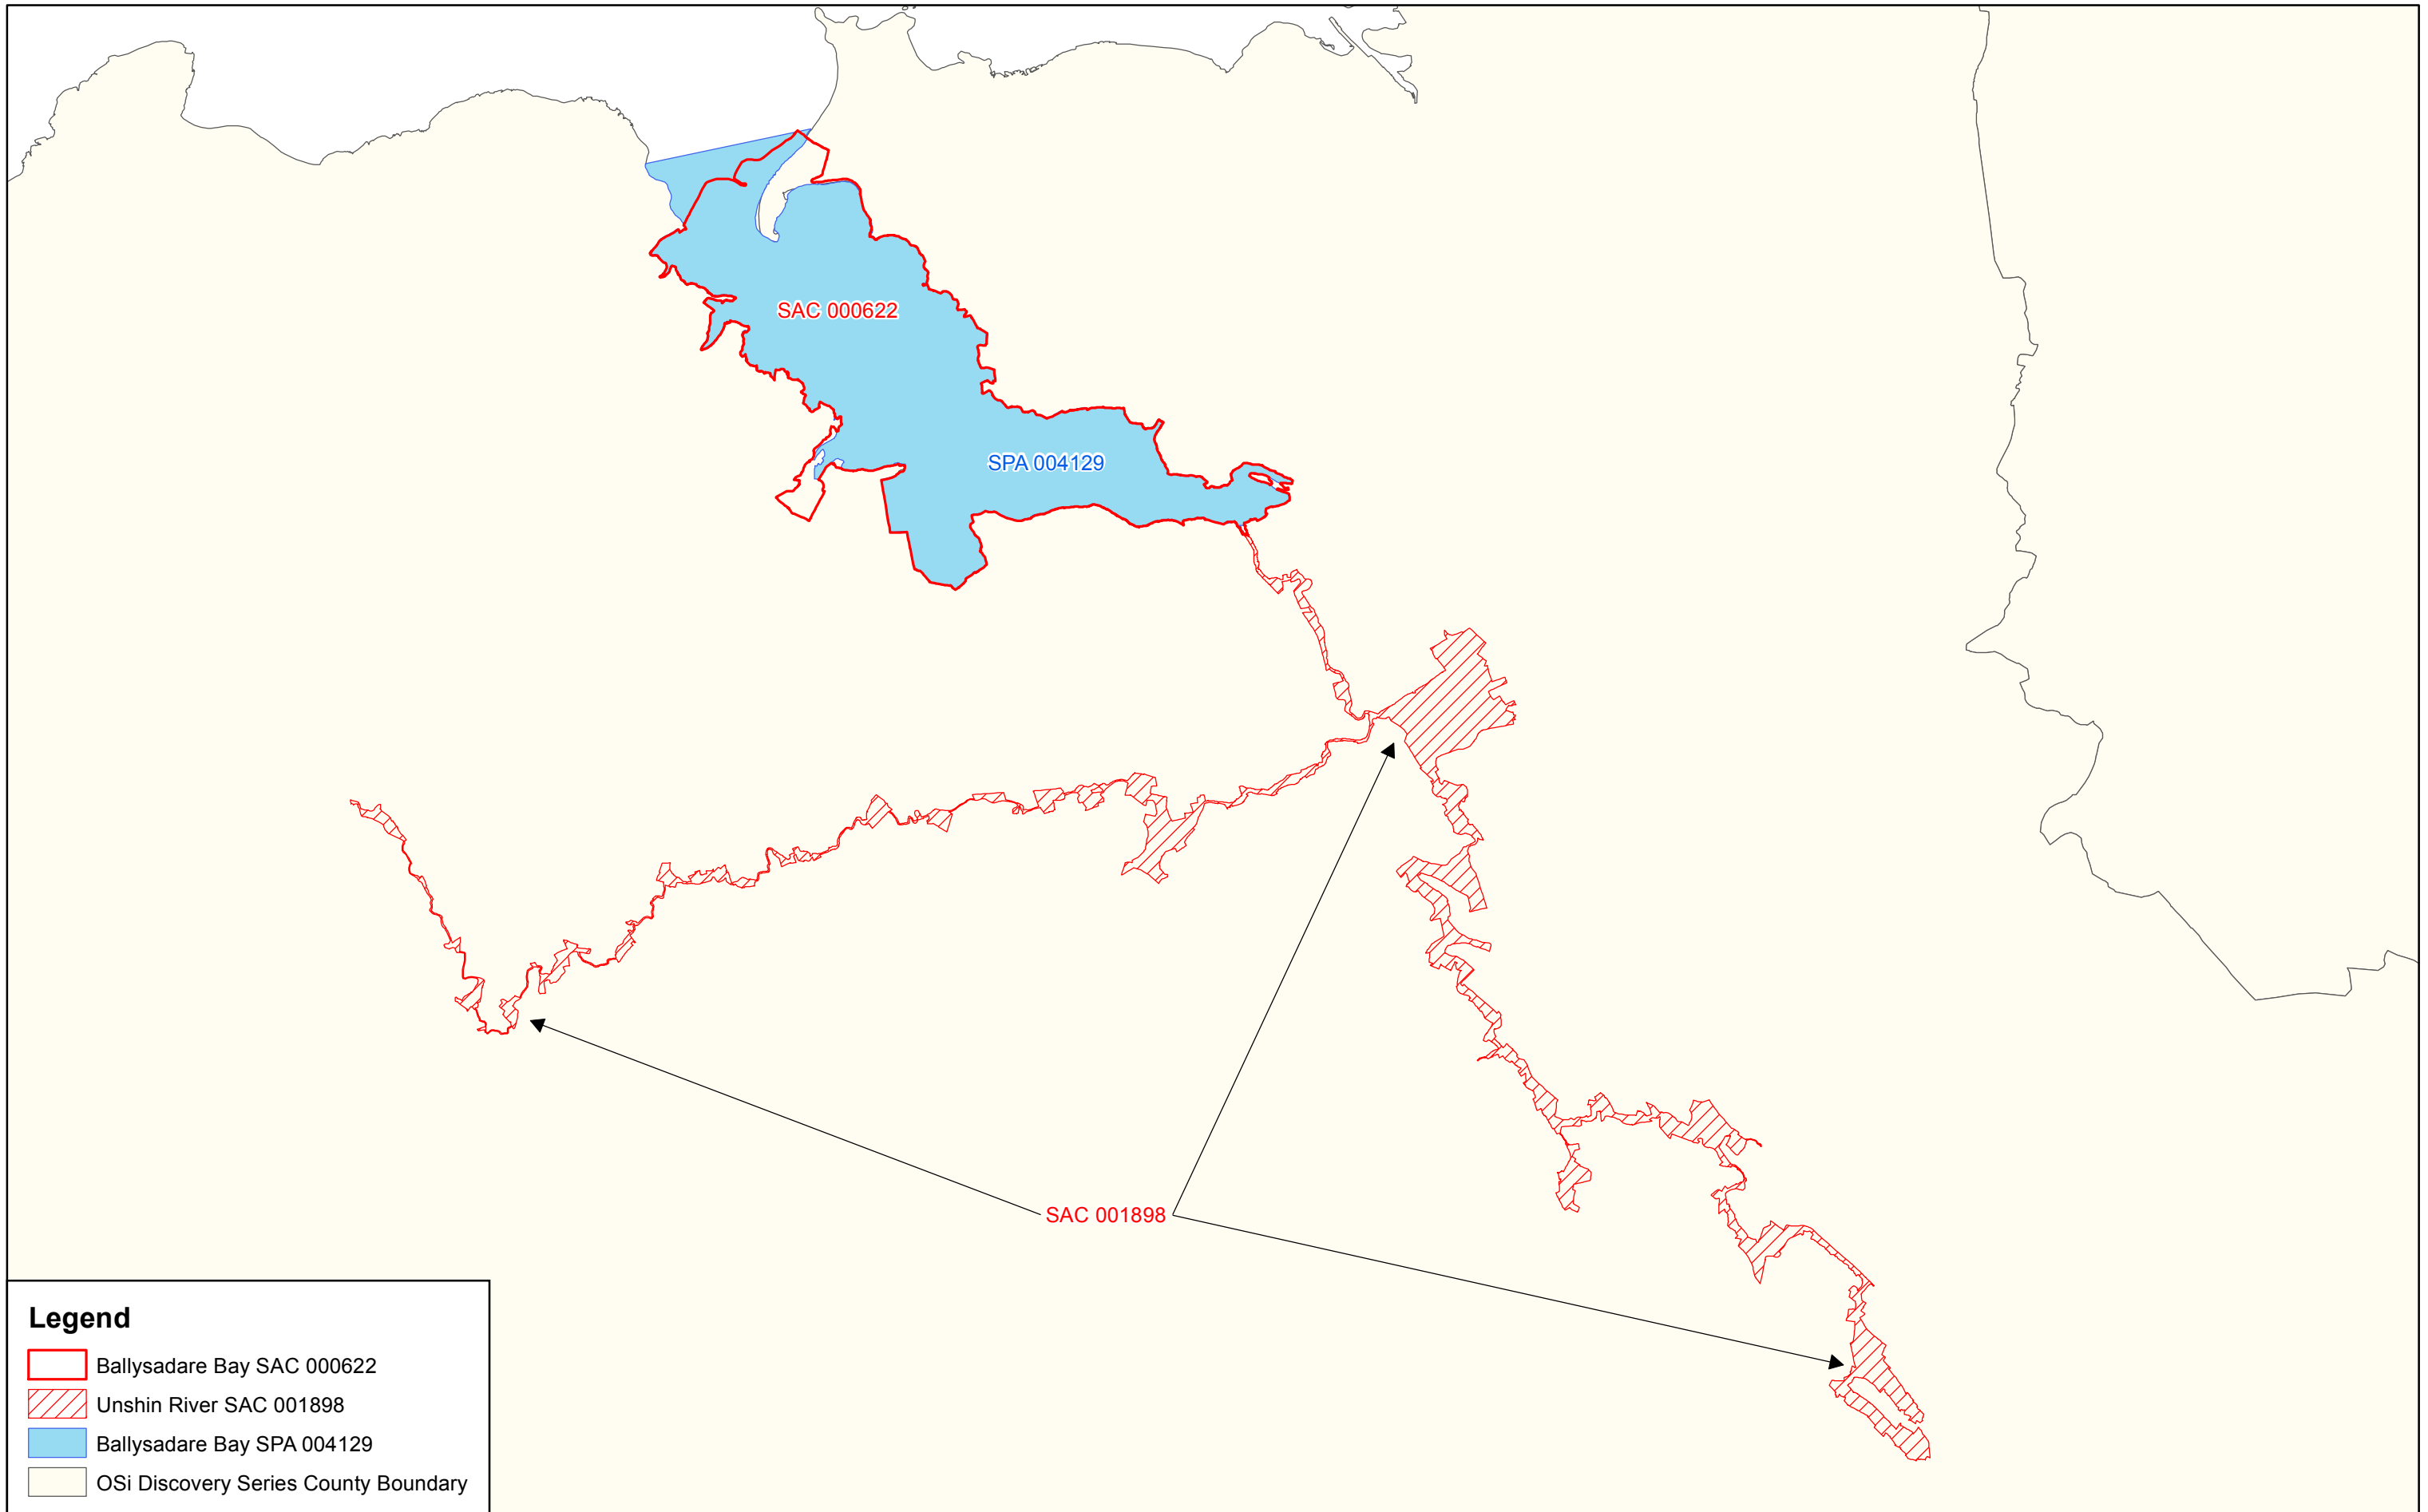 SAC 000622
SPA 004129
SAC 001898
Legend
Ballysadare Bay SAC 000622
Unshin River SAC 001898
Ballysadare Bay SPA 004129
OSi Discovery Series County Boundary